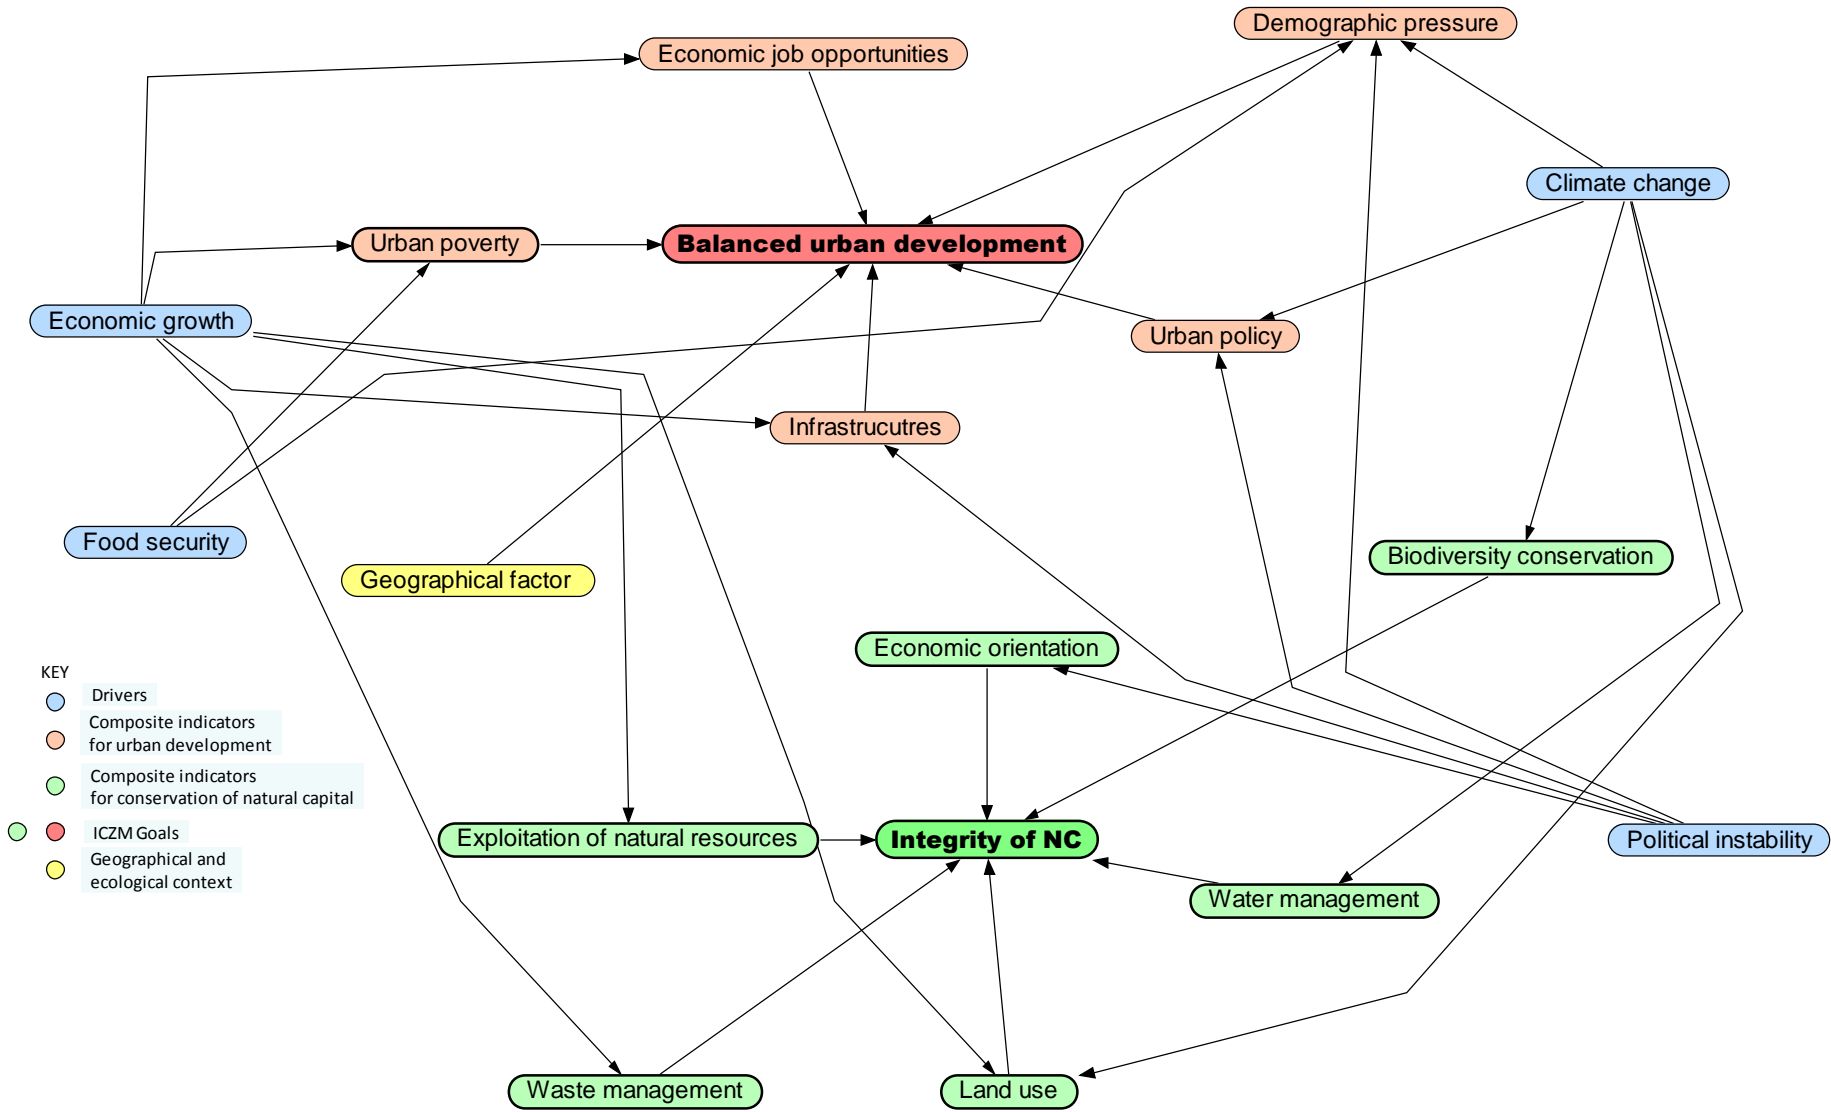 Demographic pressure
Economic job opportunities
Climate change
Urban poverty
Balanced urban development
Economic growth
Urban policy
Infrastrucutres
Food security
Geographical factor
Biodiversity conservation
Economic orientation
KEY
Drivers
Composite indicators
for urban development
Composite indicators
for conservation of natural capital
ICZM Goals
Geographical and
ecological context
Exploitation of natural resources
Integrity of NC
Political instability
Water management
Waste management
Land use